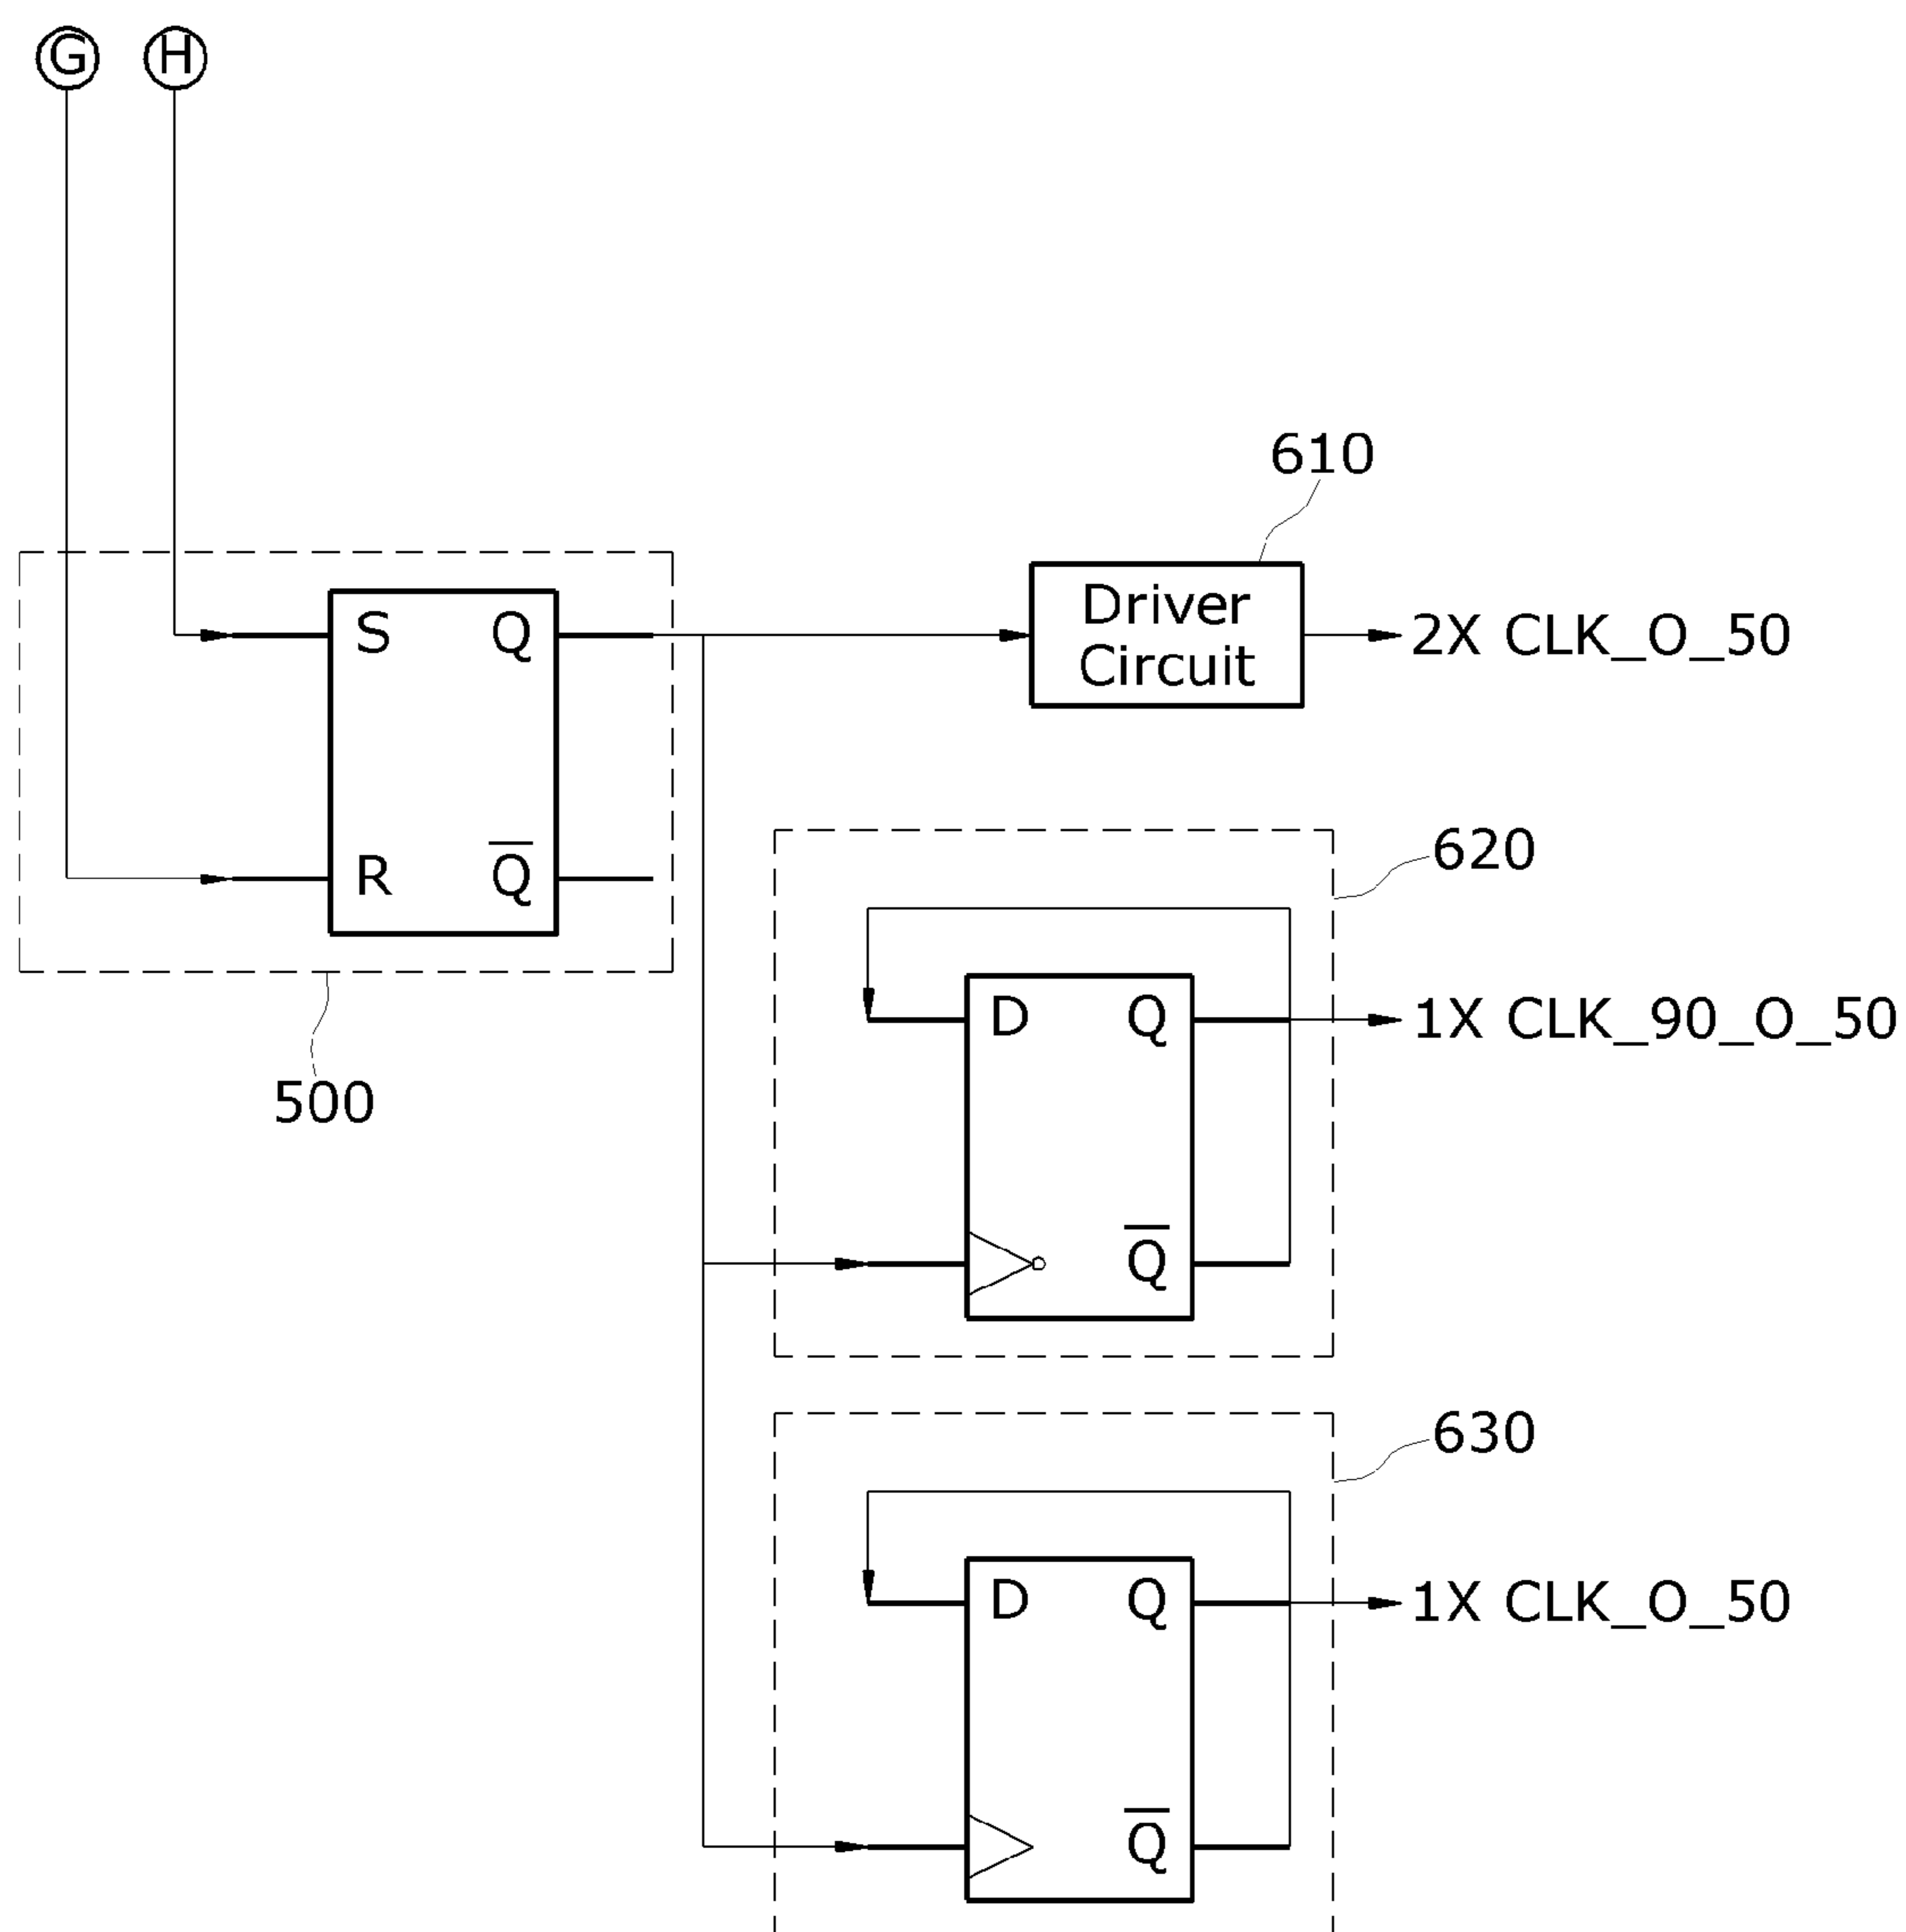 G H
610
S Q
Driver
Circuit
2X CLK_O_50
R Q̅
620
D Q
1X CLK_90_O_50
500
Q̅
630
D Q
1X CLK_O_50
Q̅